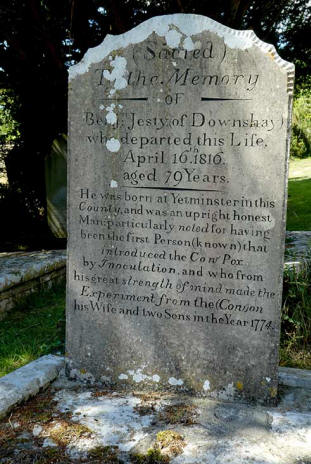 (Sacred)
To the Memory
OF
Benj: Jesty (of Downshay)
who departed this Life,
April 16th 1816.
aged 79 Years.
He was born at Yetminster in this
County, and was an upright honest
Man: particularly noted for having
been the first Person (known) that
introduced the Cow Pox
by Inoculation, and who from
his great strength of mind made the
Experiment from the (Cow) on
his Wife and two Sons in the Year 1774.